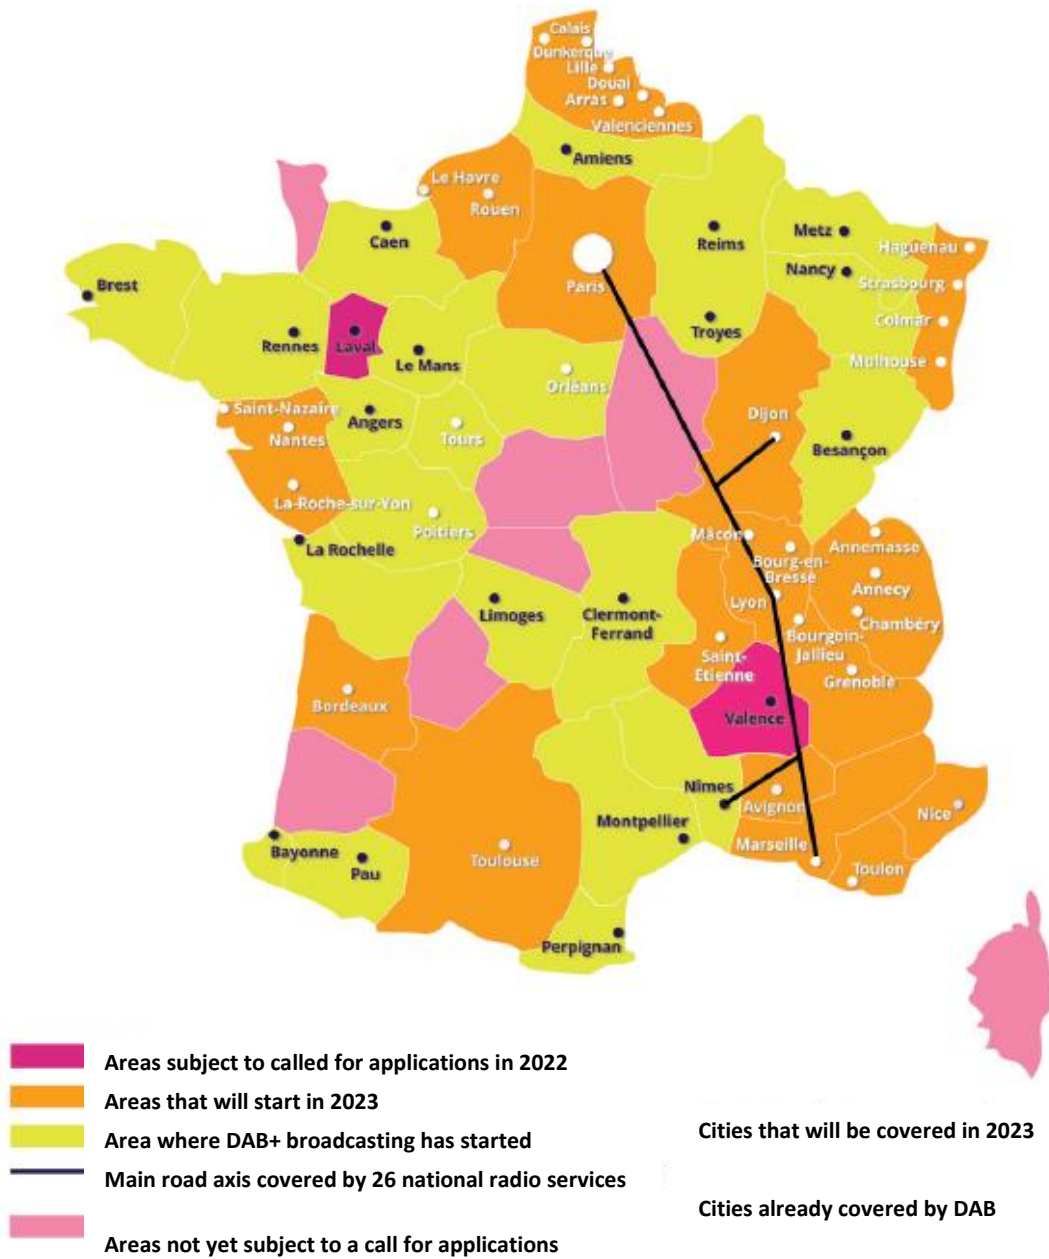 Calais
Dunkerque
Lille
Douai
Arras
Valenciennes
Amiens
Le Havre
Rouen
Caen
Reims
Metz
Haguenau
Nancy
Strasbourg
Paris
Brest
Troyes
Colmar
Rennes
Laval
Le Mans
Mulhouse
Orléans
Saint-Nazaire
Angers
Dijon
Nantes
Tours
Besançon
La-Roche-sur-Yon
Poitiers
Mâcon
La Rochelle
Annemasse
Bourg-en-
Bresse
Annecy
Lyon
Limoges
Clermont-
Ferrand
Chambéry
Bourgoin-
Jallieu
Saint-
Etienne
Grenoble
Bordeaux
Valence
Nîmes
Avignon
Nice
Montpellier
Marseille
Bayonne
Toulouse
Pau
Toulon
Perpignan
Areas subject to called for applications in 2022
Areas that will start in 2023
Cities that will be covered in 2023
Area where DAB+ broadcasting has started
Main road axis covered by 26 national radio services
Cities already covered by DAB
Areas not yet subject to a call for applications